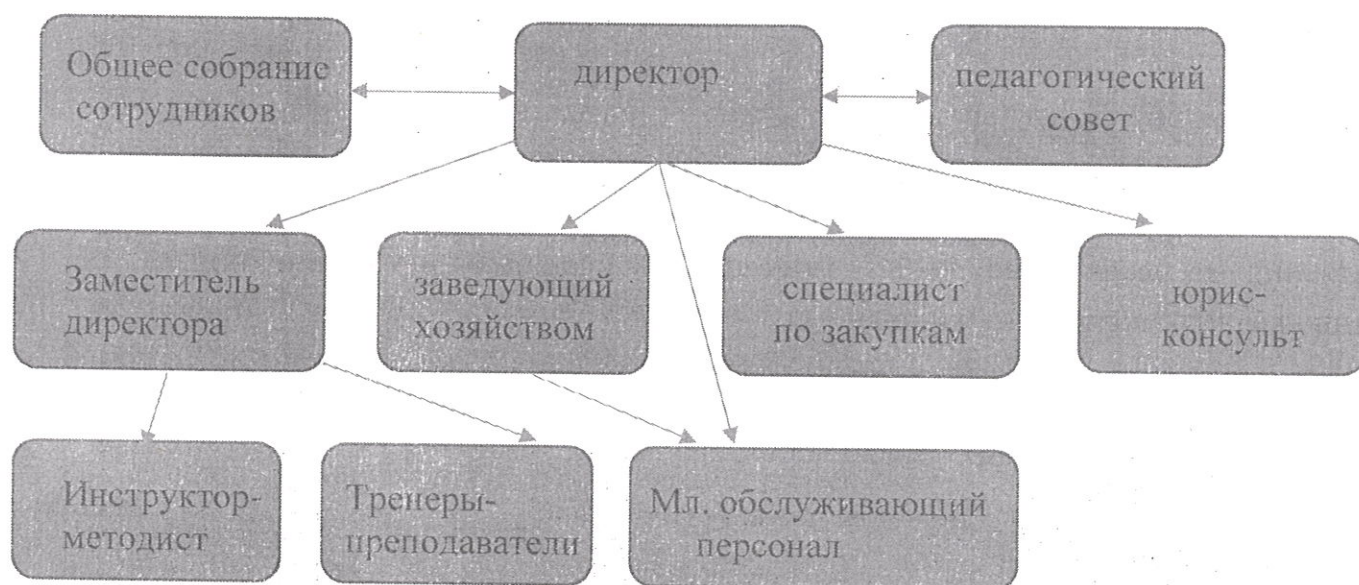 Общее собрание
сотрудников
директор
педагогический
совет
Заместитель
директора
заведующий
хозяйством
специалист
по закупкам
юрис-
консульт
Инструктор-
методист
Тренеры-
преподаватели
Мл. обслуживающий
персонал